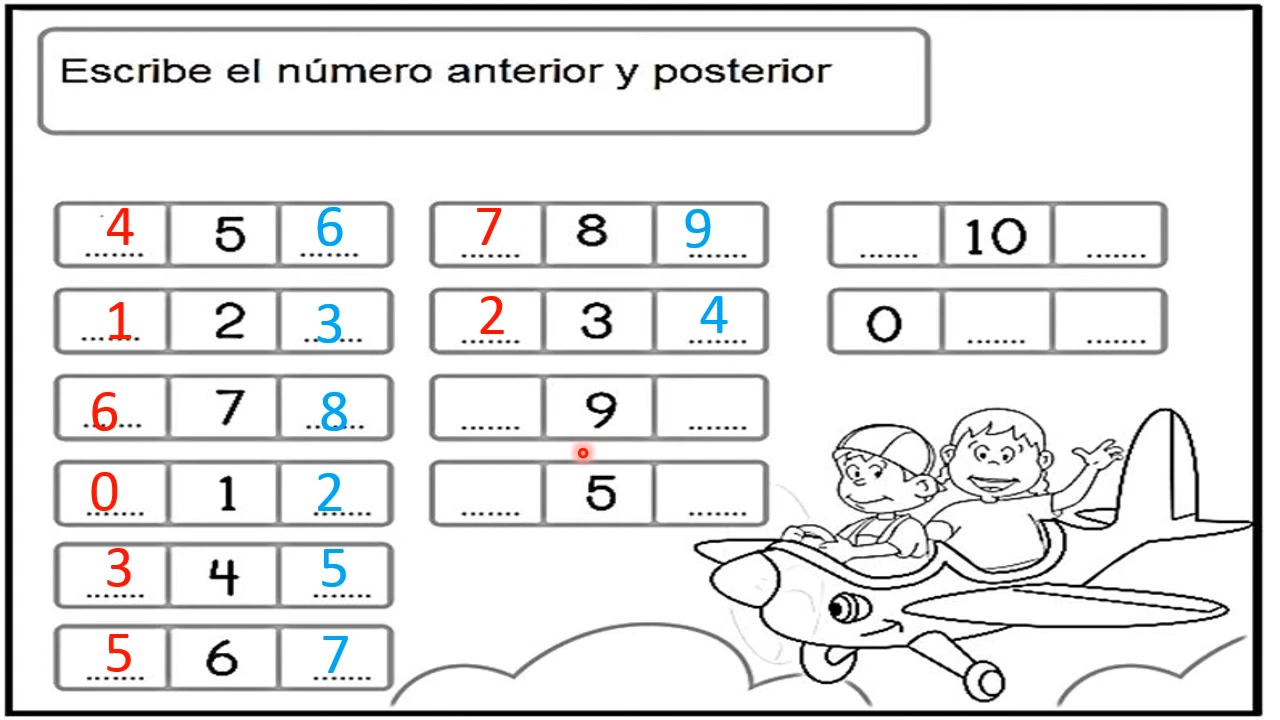 Escribe el número anterior y posterior
4 5 6 7 8 9 ....... 10 .......
1 2 3 2 3 4 0 ....... .......
6 7 8 ....... 9 .......
0 1 2 ....... 5 .......
3 4 5
5 6 7